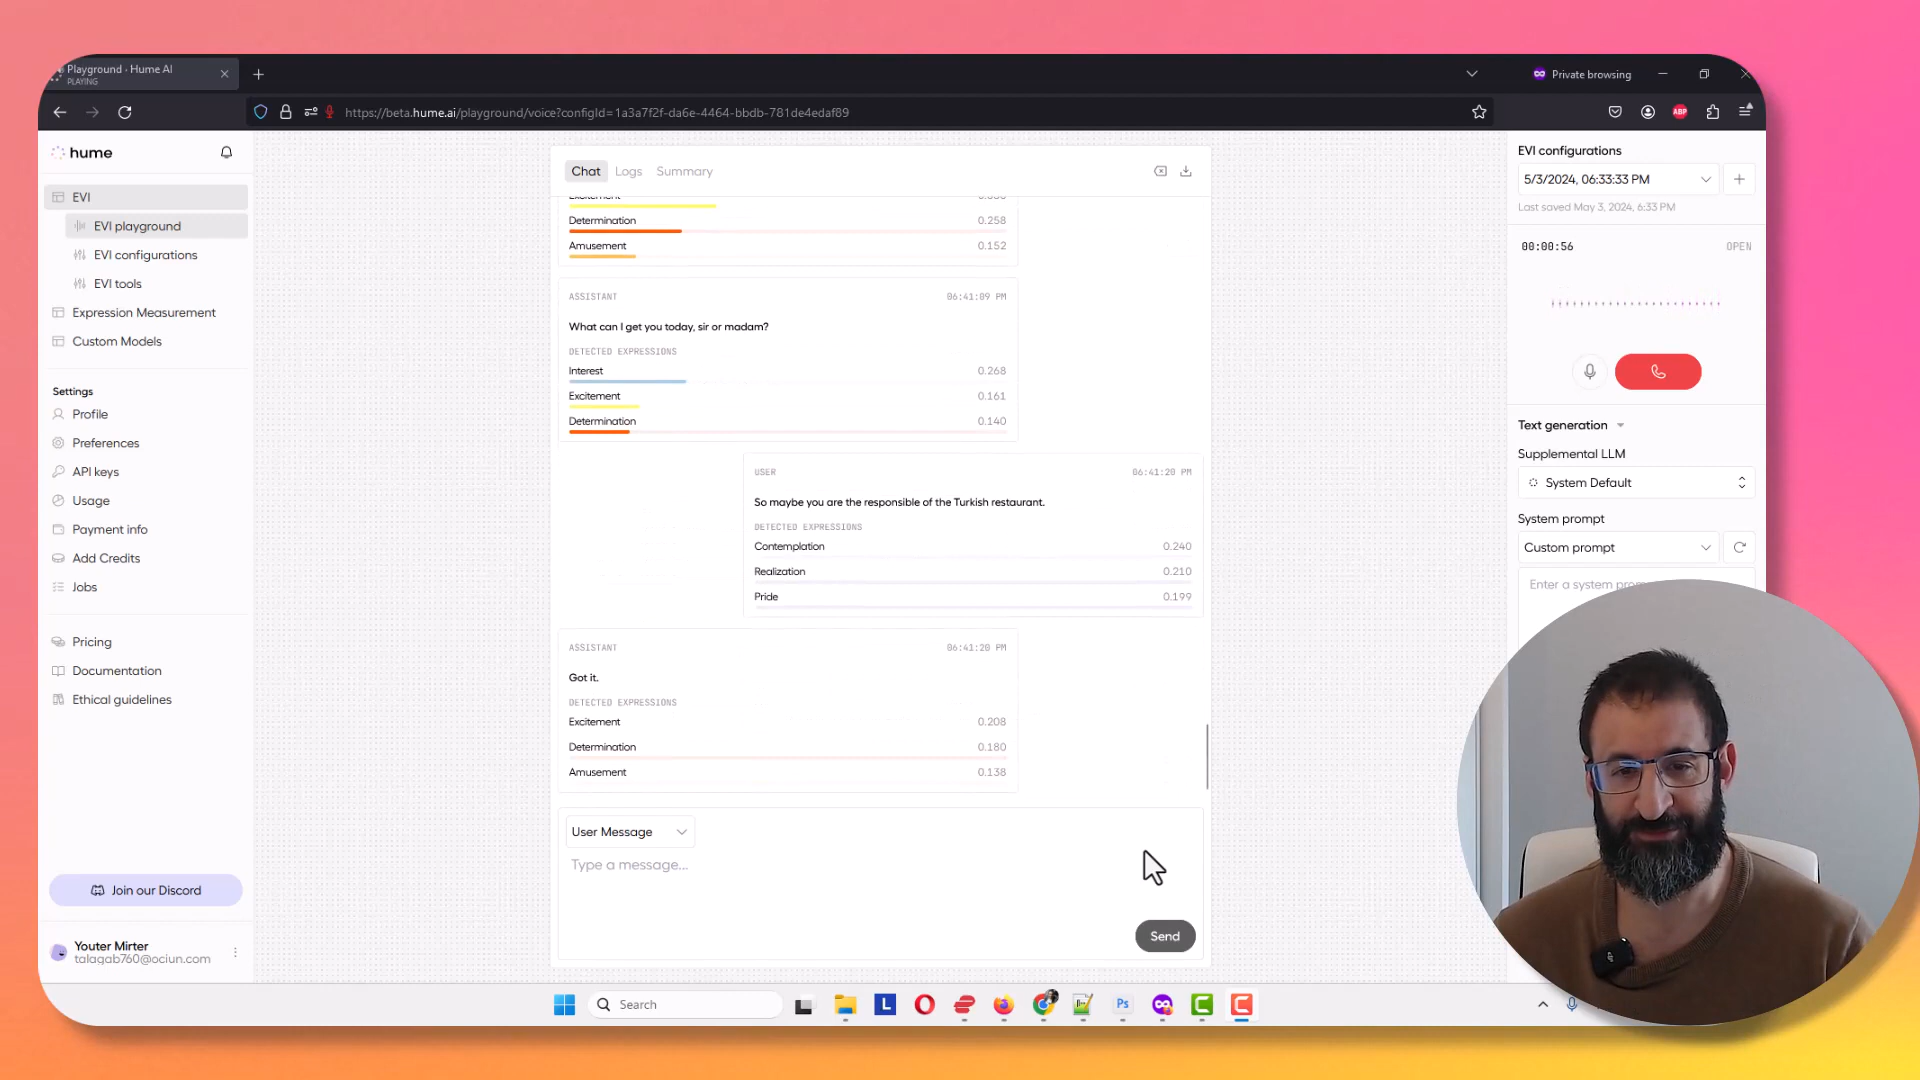 Playground - Hume AI
PLAYING
Private browsing
https://beta.hume.ai/playground/voice?configId=1a3a7f2f-da6e-4464-bbdb-781de4edaf89
ABP
hume
EVI
EVI playground
EVI configurations
EVI tools
Expression Measurement
Custom Models
Settings
Profile
Preferences
API keys
Usage
Payment info
Add Credits
Jobs
Pricing
Documentation
Ethical guidelines
Join our Discord
Youter Mirter
talagab760@ociun.com
Chat Logs Summary
Determination 0.258
Amusement 0.152
ASSISTANT 06:41:09 PM
What can I get you today, sir or madam?
DETECTED EXPRESSIONS
Interest 0.268
Excitement 0.161
Determination 0.140
USER 06:41:20 PM
So maybe you are the responsible of the Turkish restaurant.
DETECTED EXPRESSIONS
Contemplation 0.240
Realization 0.210
Pride 0.199
ASSISTANT 06:41:20 PM
Got it.
DETECTED EXPRESSIONS
Excitement 0.208
Determination 0.180
Amusement 0.138
User Message
Type a message...
Send
EVI configurations
5/3/2024, 06:33:33 PM
Last saved May 3, 2024, 6:33 PM
00:00:56 OPEN
Text generation
Supplemental LLM
System Default
System prompt
Custom prompt
Enter a system
Search
L
Ps